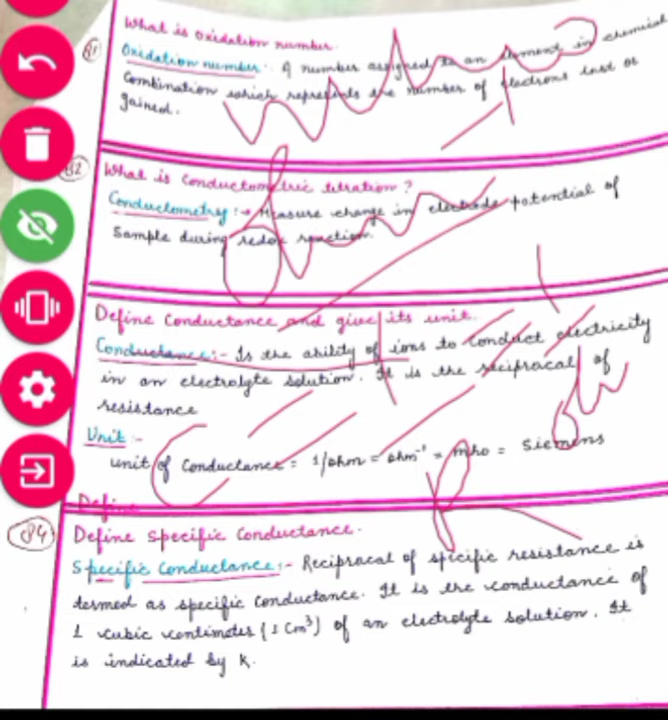 81 What is Oxidation number.
Oxidation number:- A number assigned to an element in chemical
Combination which represents the number of electrons lost or
gained.
82 What is Conductometric titration?
Conductometry:→ Measure change in electrode potential of
Sample during redox reaction.
Define Conductance and give its unit.
Conductance:- Is the ability of ions to conduct electricity
in an electrolyte solution. It is the reciprocal of
resistance
Unit:-
unit of Conductance = 1/ohm = ohm⁻¹ = mho = Siemens
Define
84 Define Specific Conductance.
Specific Conductance:- Reciprocal of specific resistance is
termed as specific conductance. It is the conductance of
1 cubic centimeter (1 Cm³) of an electrolyte solution. It
is indicated by K.